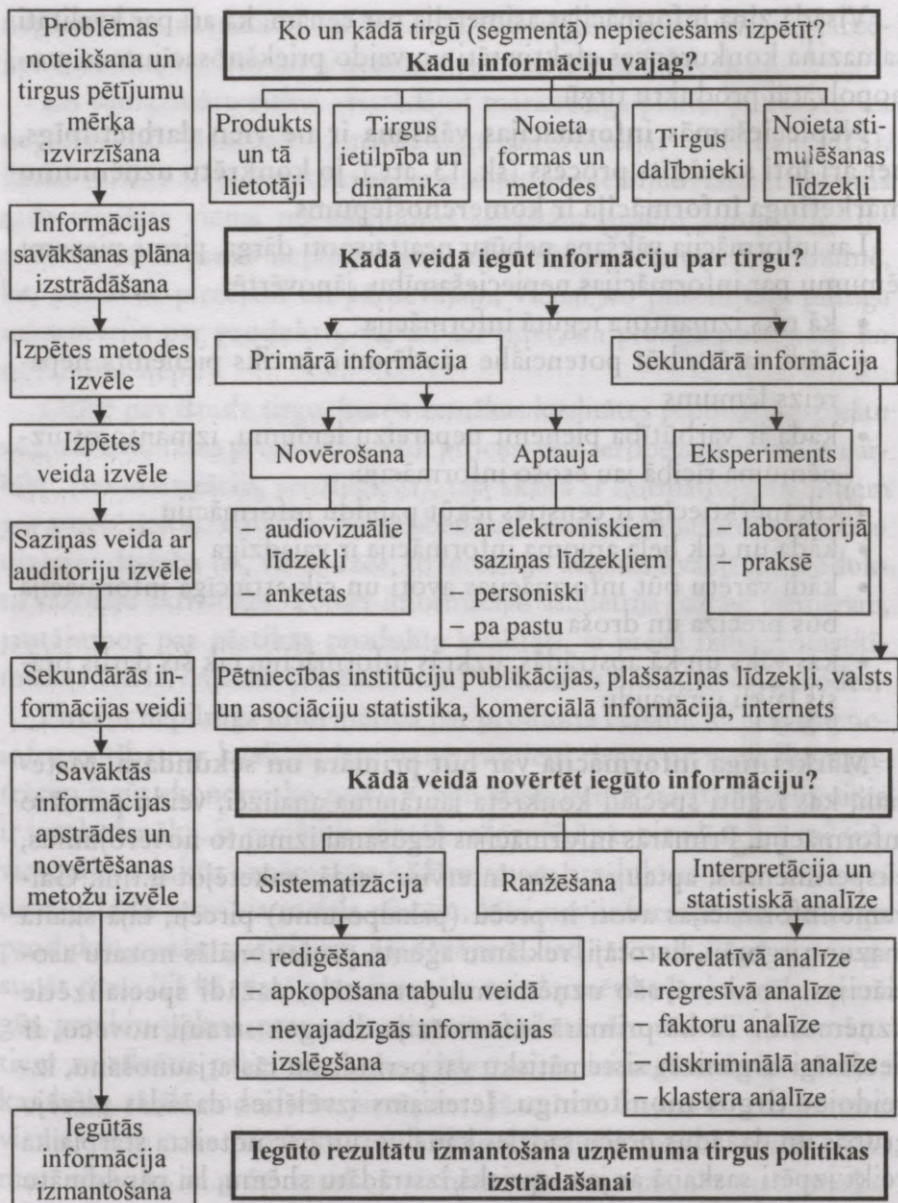 Problēmas
noteikšana un
tirgus pētījumu
mērķa
izvirzīšana
Ko un kādā tirgū (segmentā) nepieciešams izpētīt?
Kādu informāciju vajag?
Produkts
un tā
lietotāji
Tirgus
ietilpība un
dinamika
Noieta
formas un
metodes
Tirgus
dalībnieki
Noieta sti-
mulēšanas
līdzekļi
Informācijas
savākšanas plāna
izstrādāšana
Kādā veidā iegūt informāciju par tirgu?
Izpētes metodes
izvēle
Primārā informācija
Sekundārā informācija
Izpētes
veida izvēle
Novērošana
Aptauja
Eksperiments
Saziņas veida ar
auditoriju izvēle
– audiovizuālie
līdzekļi
– anketas
– ar elektroniskiem
saziņas līdzekļiem
– personiski
– pa pastu
– laboratorijā
– praksē
Sekundārās in-
formācijas veidi
Pētniecības institūciju publikācijas, plašsaziņas līdzekļi, valsts
un asociāciju statistika, komerciālā informācija, internets
Savāktās
informācijas
apstrādes un
novērtēšanas
metožu izvēle
Kādā veidā novērtēt iegūto informāciju?
Sistematizācija
Ranžēšana
Interpretācija un
statistiskā analīze
– rediģēšana
– apkopošana tabulu veidā
– nevajadzīgās informācijas
izslēgšana
– korelatīvā analīze
– regresīvā analīze
– faktoru analīze
– diskriminālā analīze
– klastera analīze
Iegūtās
informācijas
izmantošana
Iegūto rezultātu izmantošana uzņēmuma tirgus politikas
izstrādāšanai